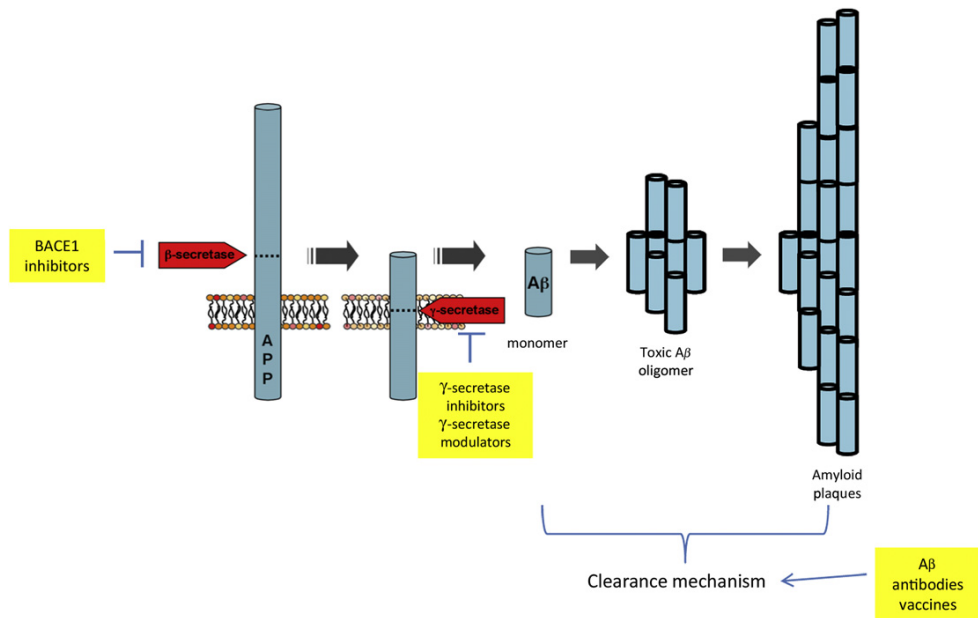 BACE1
inhibitors
β-secretase
A
P
P
γ-secretase
γ-secretase
inhibitors
γ-secretase
modulators
Aβ
monomer
Toxic Aβ
oligomer
Amyloid
plaques
Clearance mechanism
Aβ
antibodies
vaccines